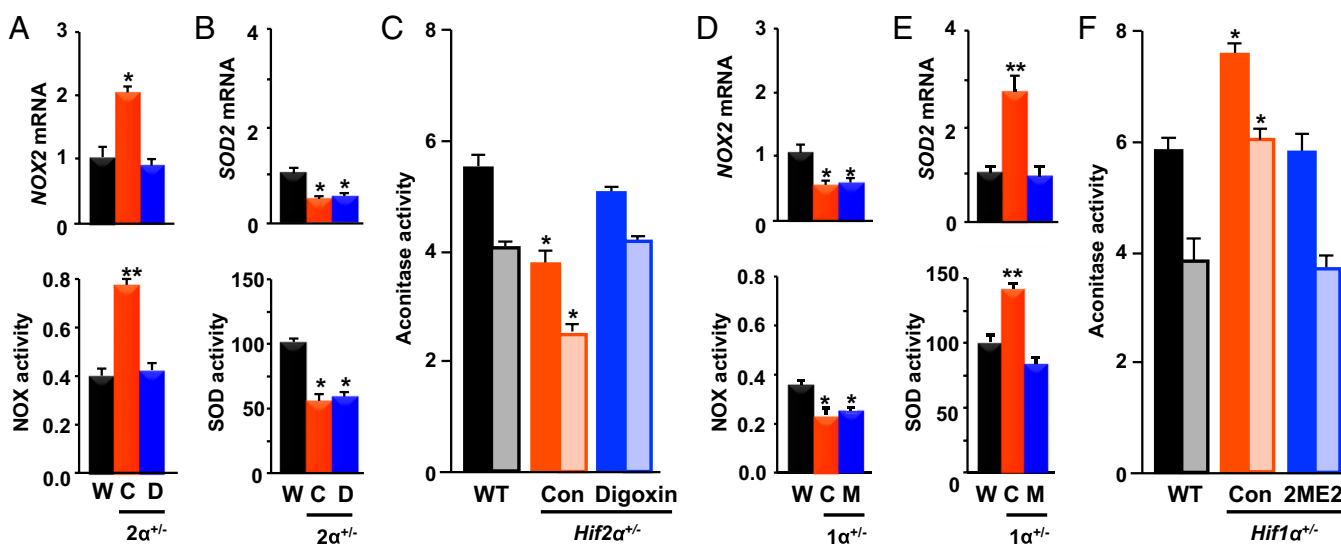 A
NOX2 mRNA
3
2
1
0
*
NOX activity
0.8
0.6
0.4
0.2
0.0
**
W C D
2α+/-
B
SOD2 mRNA
4
2
0
* *
SOD activity
150
100
50
0
* *
C D
2α+/-
C
Aconitase activity
8
6
4
2
0
*
*
WT Con Digoxin
Hif2α+/-
D
NOX2 mRNA
3
2
1
0
* *
NOX activity
0.8
0.6
0.4
0.2
0.0
* *
W C M
1α+/-
E
SOD2 mRNA
4
2
0
**
SOD activity
150
100
50
0
**
W C M
1α+/-
F
Aconitase activity
8
6
4
2
0
*
*
WT Con 2ME2
Hif1α+/-